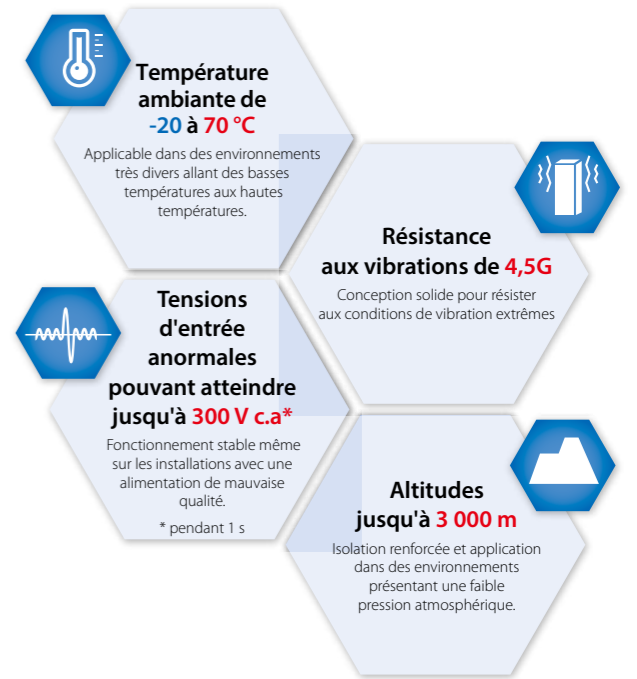 Température
ambiante de
-20 à 70 °C
Applicable dans des environnements
très divers allant des basses
températures aux hautes
températures.
Résistance
aux vibrations de 4,5G
Conception solide pour résister
aux conditions de vibration extrêmes
Tensions
d'entrée
anormales
pouvant atteindre
jusqu'à 300 V c.a*
Fonctionnement stable même
sur les installations avec une
alimentation de mauvaise
qualité.
* pendant 1 s
Altitudes
jusqu'à 3 000 m
Isolation renforcée et application
dans des environnements
présentant une faible
pression atmosphérique.